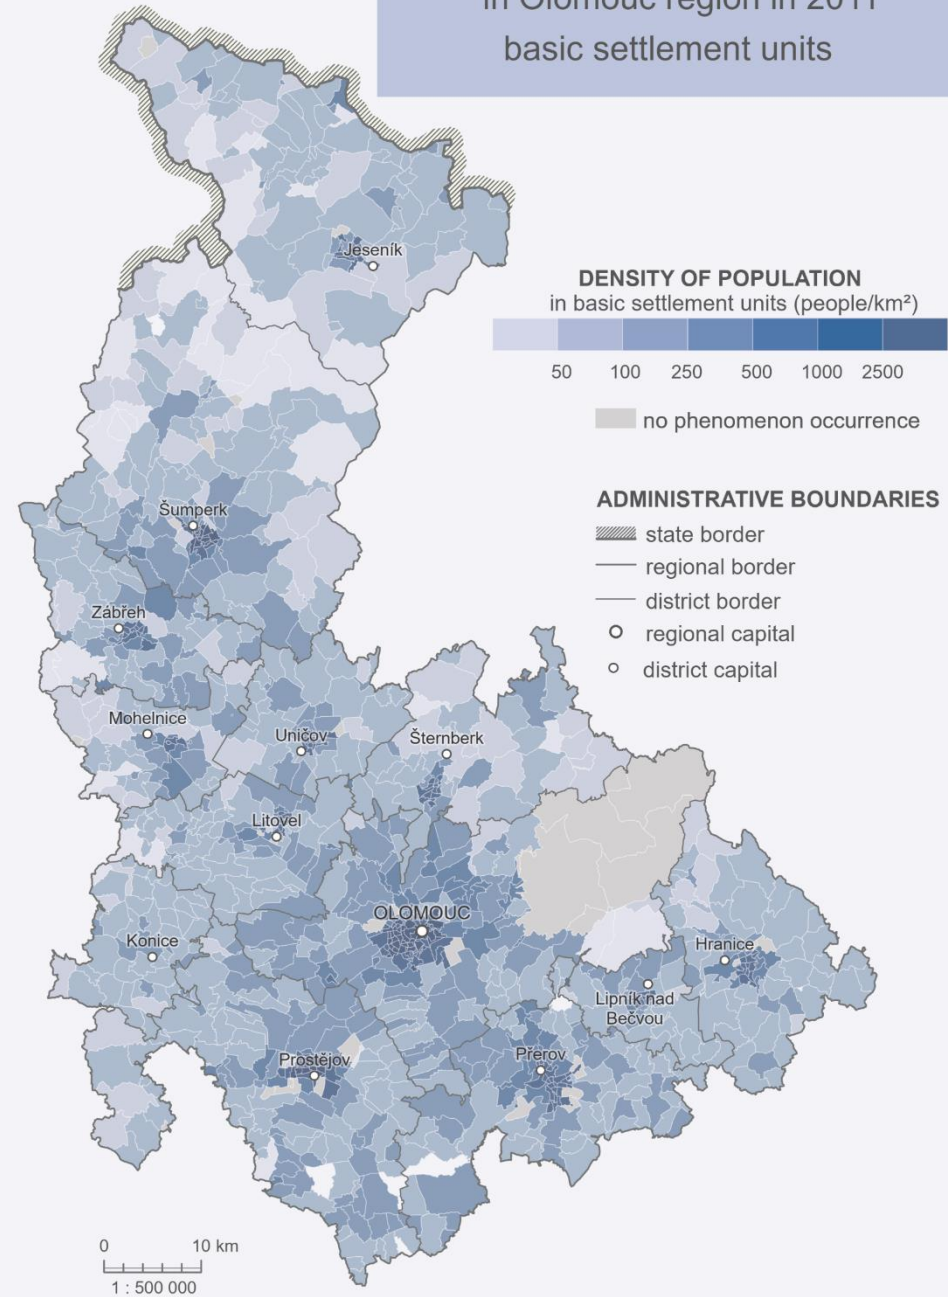 in Olomouc region in 2011
basic settlement units
Jeseník
DENSITY OF POPULATION
in basic settlement units (people/km²)
50 100 250 500 1000 2500
no phenomenon occurrence
Šumperk
ADMINISTRATIVE BOUNDARIES
state border
regional border
district border
regional capital
district capital
Zábřeh
Mohelnice
Uničov
Šternberk
Litovel
OLOMOUC
Konice
Hranice
Lipník nad
Bečvou
Prostějov
Přerov
0 10 km
1 : 500 000